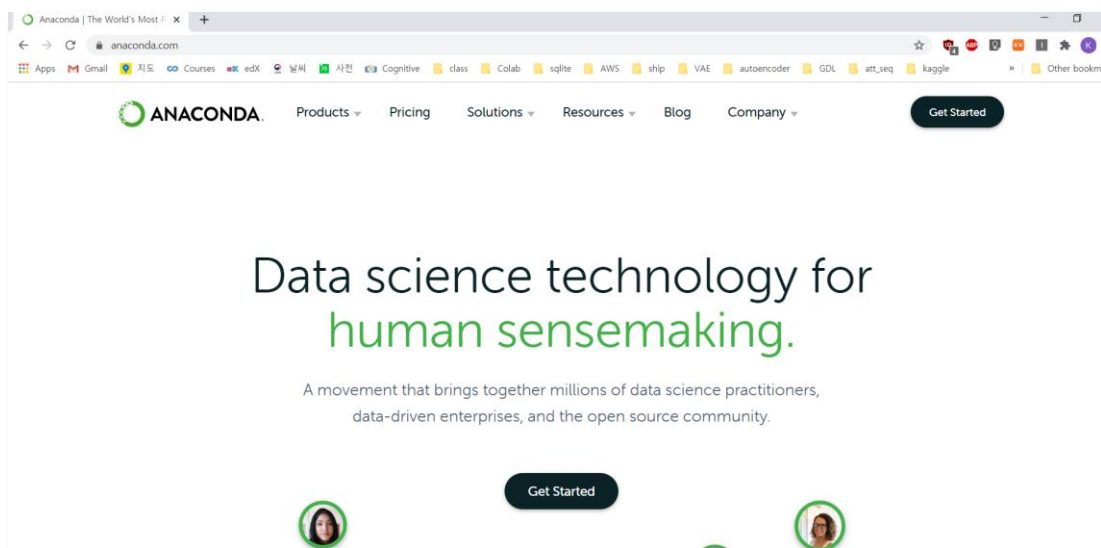 Anaconda | The World's Most P
anaconda.com
Apps Gmail 지도 Courses edX 날씨 사전 Cognitive class Colab sqlite AWS ship VAE autoencoder GDL att_seq kaggle » Other bookm
ANACONDA. Products Pricing Solutions Resources Blog Company Get Started
Data science technology for
human sensemaking.
A movement that brings together millions of data science practitioners,
data-driven enterprises, and the open source community.
Get Started